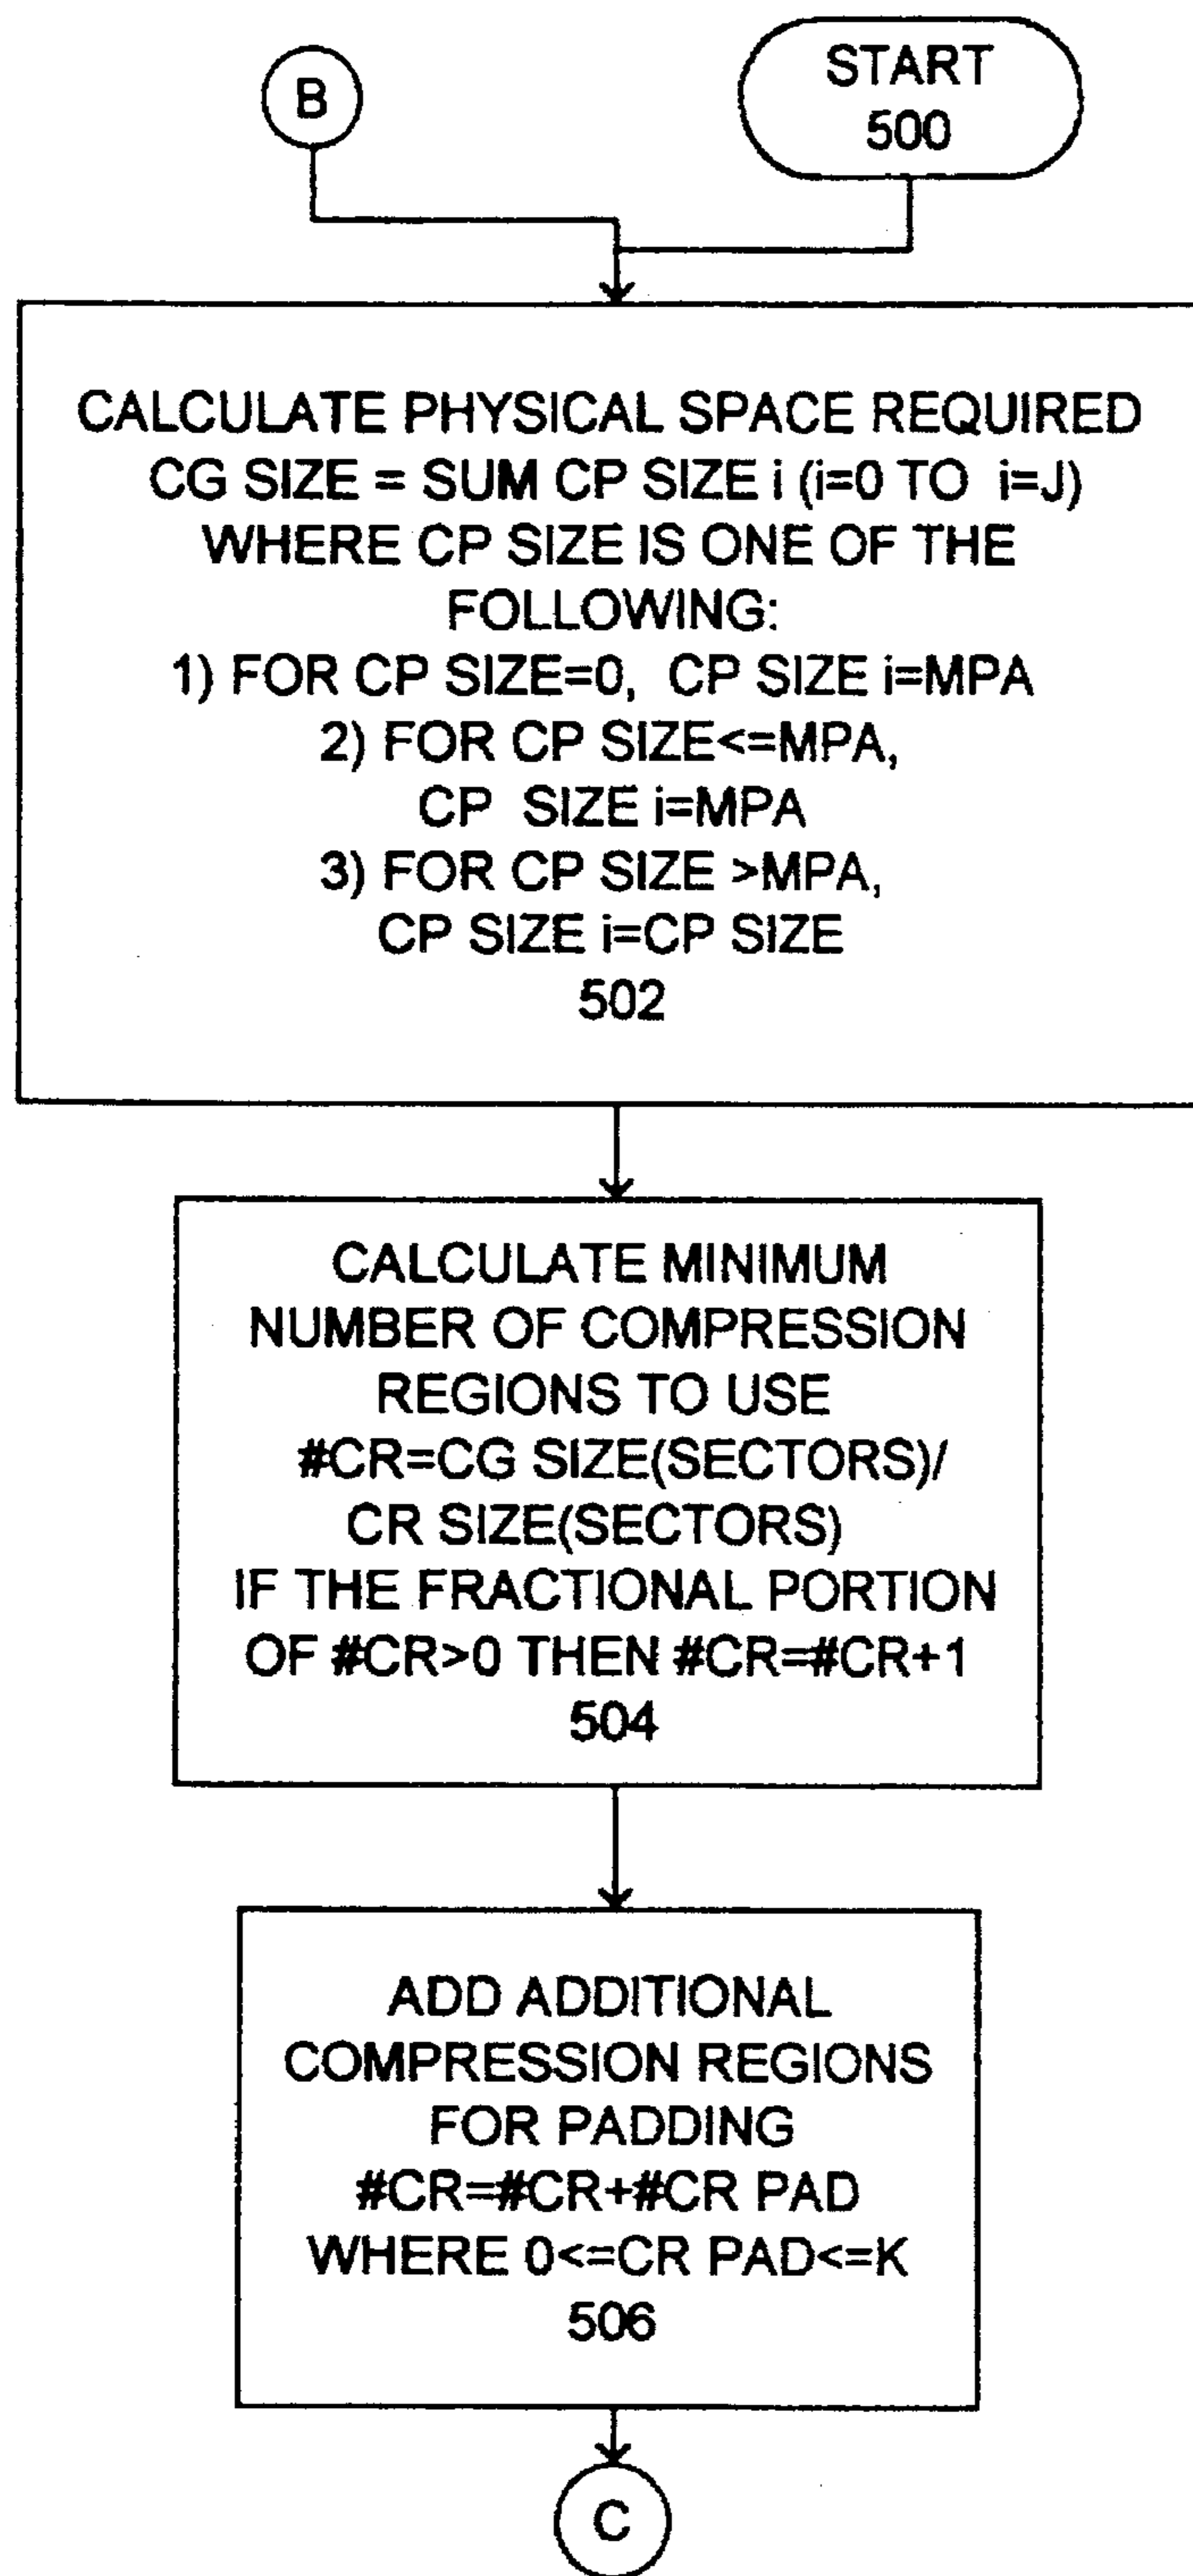 B
START
500
CALCULATE PHYSICAL SPACE REQUIRED
CG SIZE = SUM CP SIZE i (i=0 TO i=J)
WHERE CP SIZE IS ONE OF THE
FOLLOWING:
1) FOR CP SIZE=0, CP SIZE i=MPA
2) FOR CP SIZE<=MPA,
CP SIZE i=MPA
3) FOR CP SIZE >MPA,
CP SIZE i=CP SIZE
502
CALCULATE MINIMUM
NUMBER OF COMPRESSION
REGIONS TO USE
#CR=CG SIZE(SECTORS)/
CR SIZE(SECTORS)
IF THE FRACTIONAL PORTION
OF #CR>0 THEN #CR=#CR+1
504
ADD ADDITIONAL
COMPRESSION REGIONS
FOR PADDING
#CR=#CR+#CR PAD
WHERE 0<=CR PAD<=K
506
C